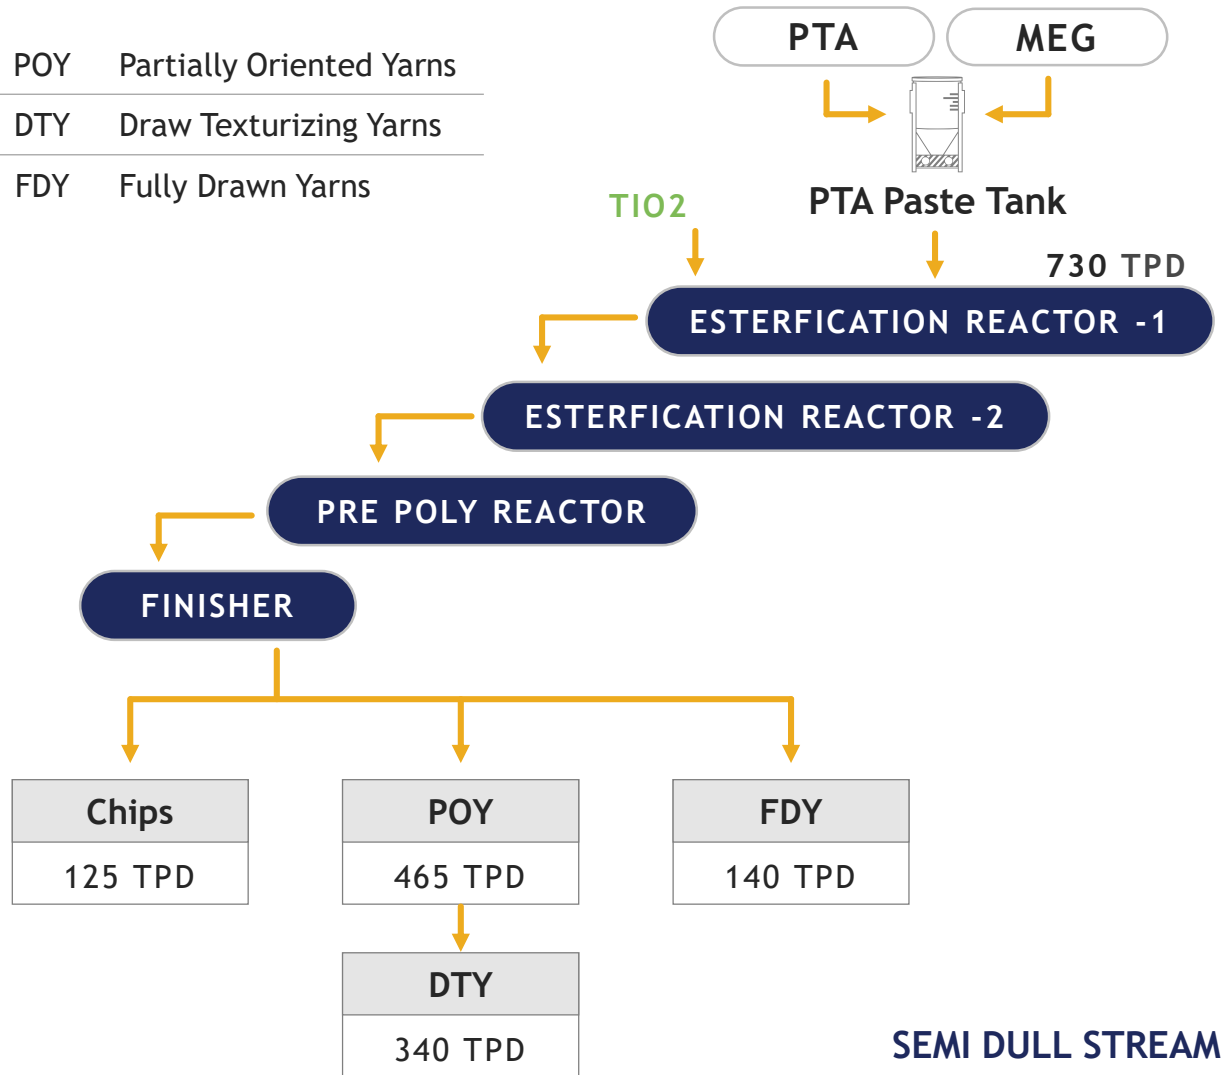 POY Partially Oriented Yarns
DTY Draw Texturizing Yarns
FDY Fully Drawn Yarns
PTA
MEG
PTA Paste Tank
TIO2
730 TPD
ESTERFICATION REACTOR -1
ESTERFICATION REACTOR -2
PRE POLY REACTOR
FINISHER
Chips
125 TPD
POY
465 TPD
FDY
140 TPD
DTY
340 TPD
SEMI DULL STREAM